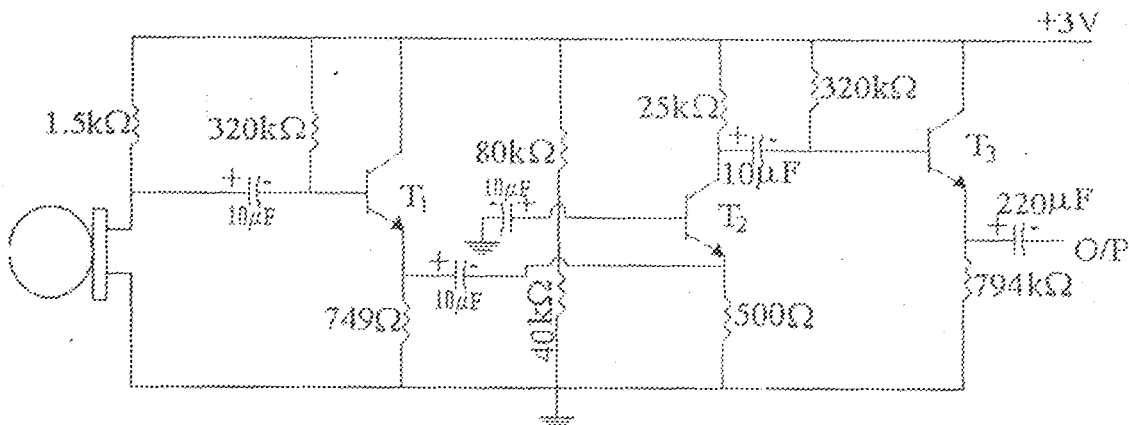 +3V
1.5kΩ
320kΩ
+ -
10μF
T1
749Ω
+ -
10μF
80kΩ
10μF
- +
40kΩ
25kΩ
+ -
10μF
320kΩ
T2
500Ω
T3
220μF
+ -
O/P
794kΩ